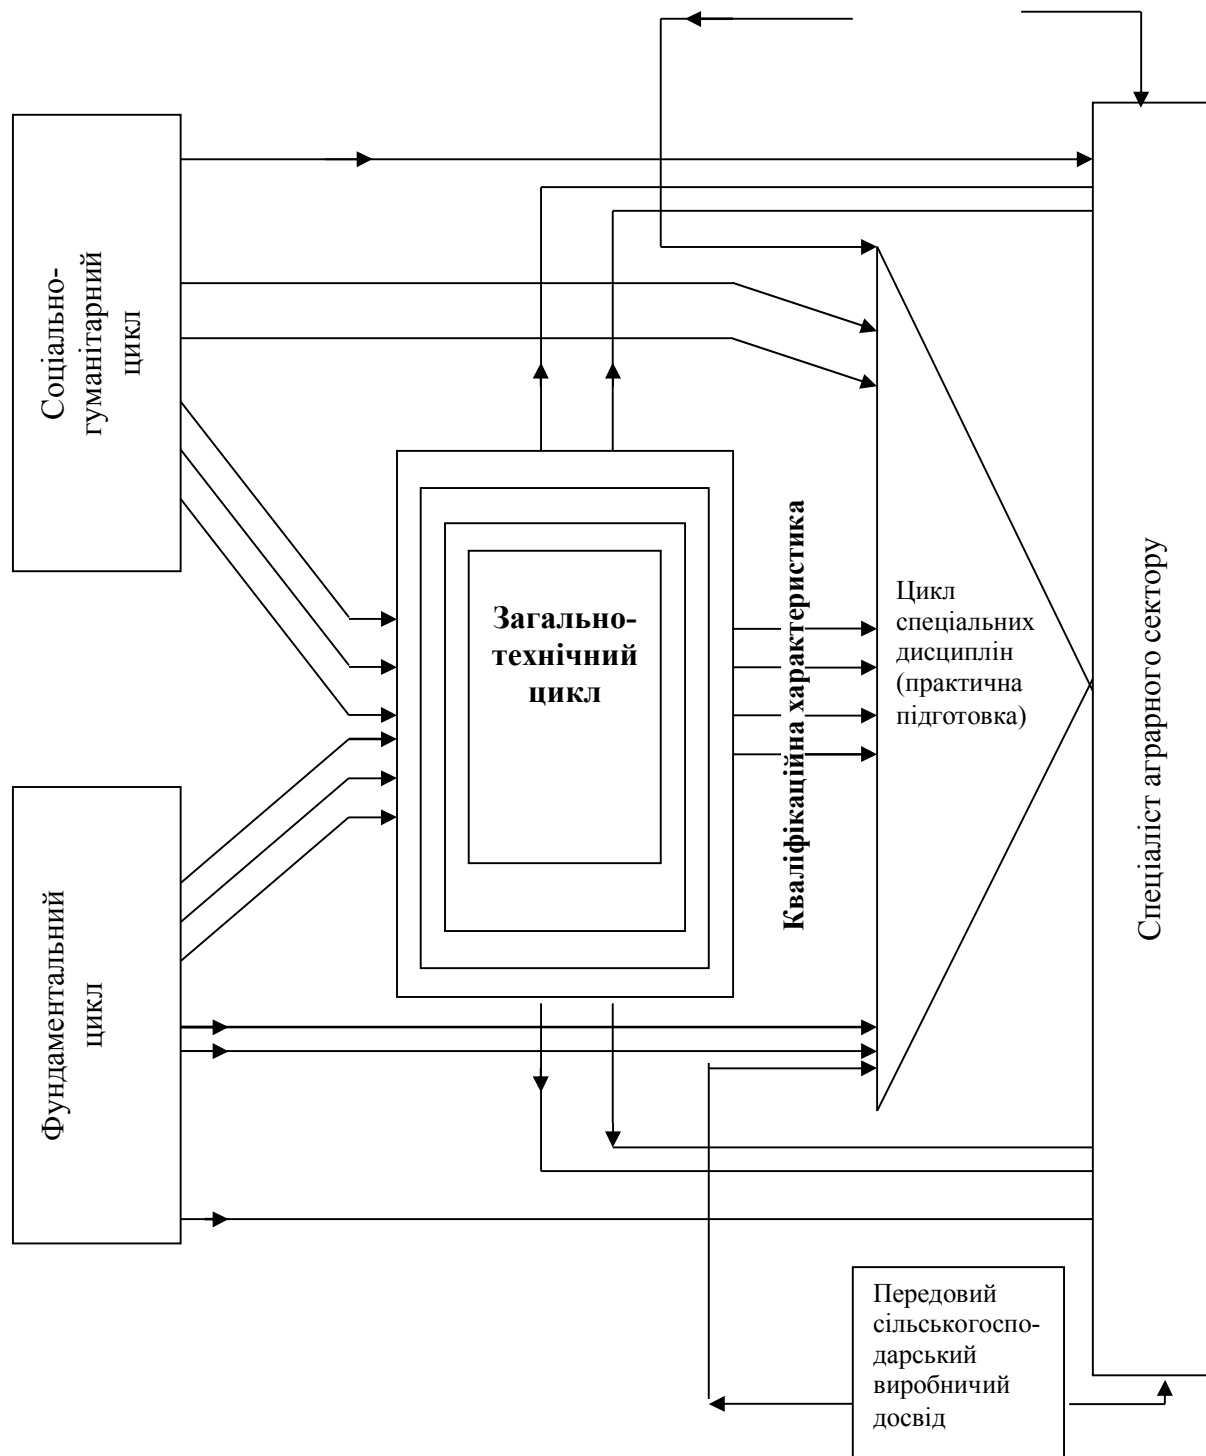 Соціально-
гуманітарний
цикл
Фундаментальний
цикл
Загально-
технічний
цикл
Кваліфікаційна характеристика
Цикл
спеціальних
дисциплін
(практична
підготовка)
Спеціаліст аграрного сектору
Передовий
сільськогоспо-
дарський
виробничий
досвід